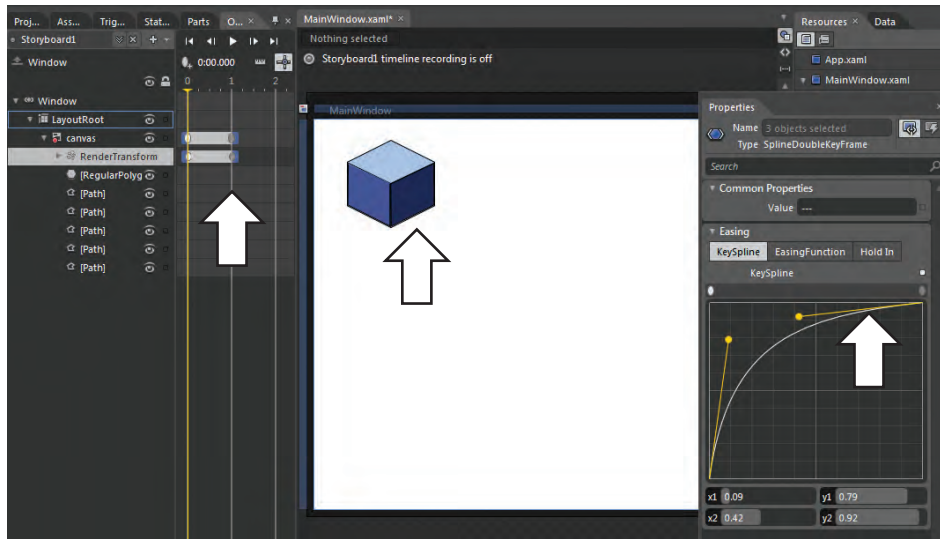 Proj... Ass... Trig... Stat... Parts O... MainWindow.xaml* Resources Data
Storyboard1
Nothing selected
Window 0:00.000
Storyboard1 timeline recording is off
App.xaml
MainWindow.xaml
0 1 2
Window
MainWindow
LayoutRoot
canvas
RenderTransform
[RegularPolyg
[Path]
[Path]
[Path]
[Path]
[Path]
Properties
Name 3 objects selected
Type SplineDoubleKeyFrame
Search
Common Properties
Value ---
Easing
KeySpline EasingFunction Hold In
KeySpline
x1 0.09 y1 0.79
x2 0.42 y2 0.92